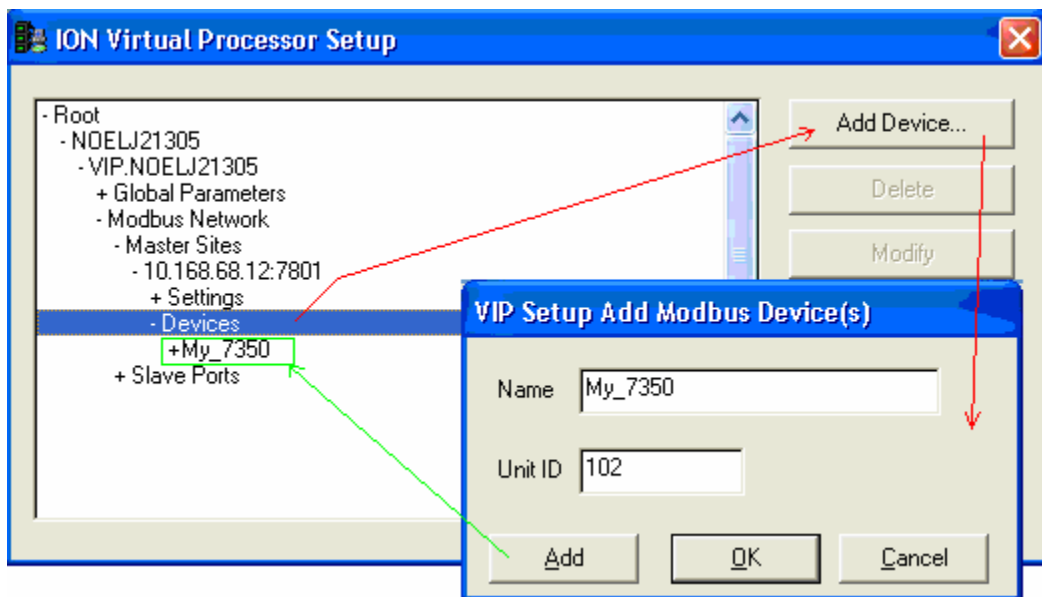 ION Virtual Processor Setup
- Root
- NOELJ21305
- VIP.NOELJ21305
+ Global Parameters
- Modbus Network
- Master Sites
- 10.168.68.12:7801
+ Settings
- Devices
+My_7350
+ Slave Ports
Add Device...
Delete
Modify
VIP Setup Add Modbus Device(s)
Name My_7350
Unit ID 102
Add OK Cancel